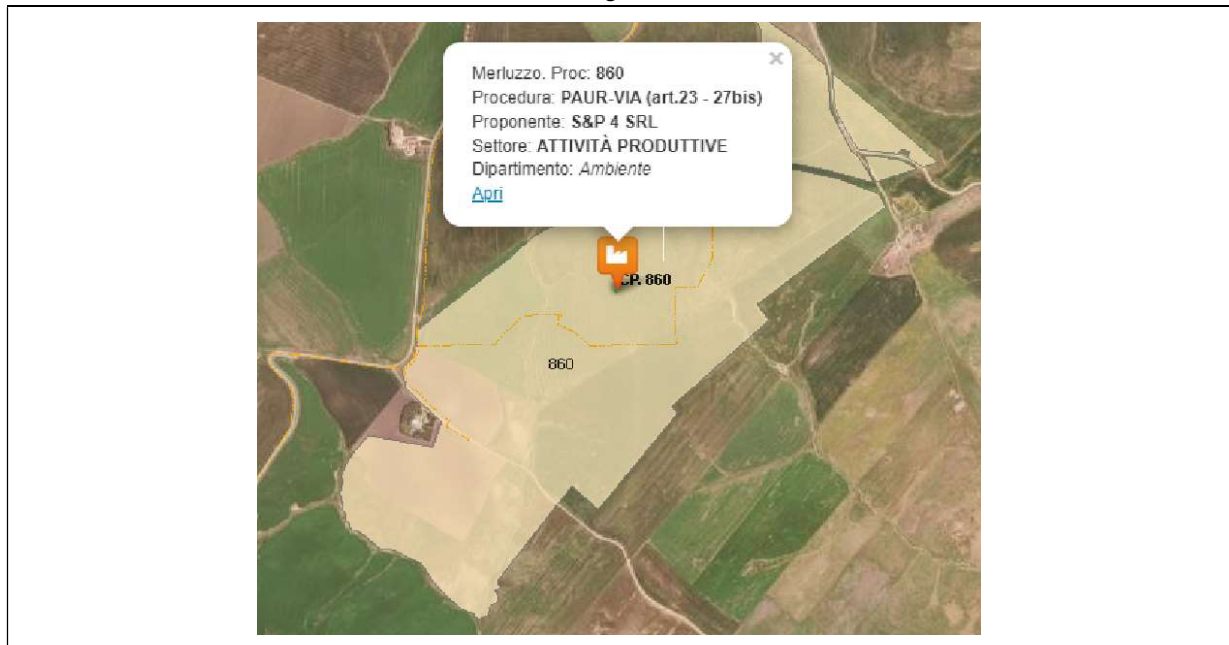 Merluzzo. Proc: 860
Procedura: PAUR-VIA (art.23 - 27bis)
Proponente: S&P 4 SRL
Settore: ATTIVITÀ PRODUTTIVE
Dipartimento: Ambiente
Apri
CP. 860
860